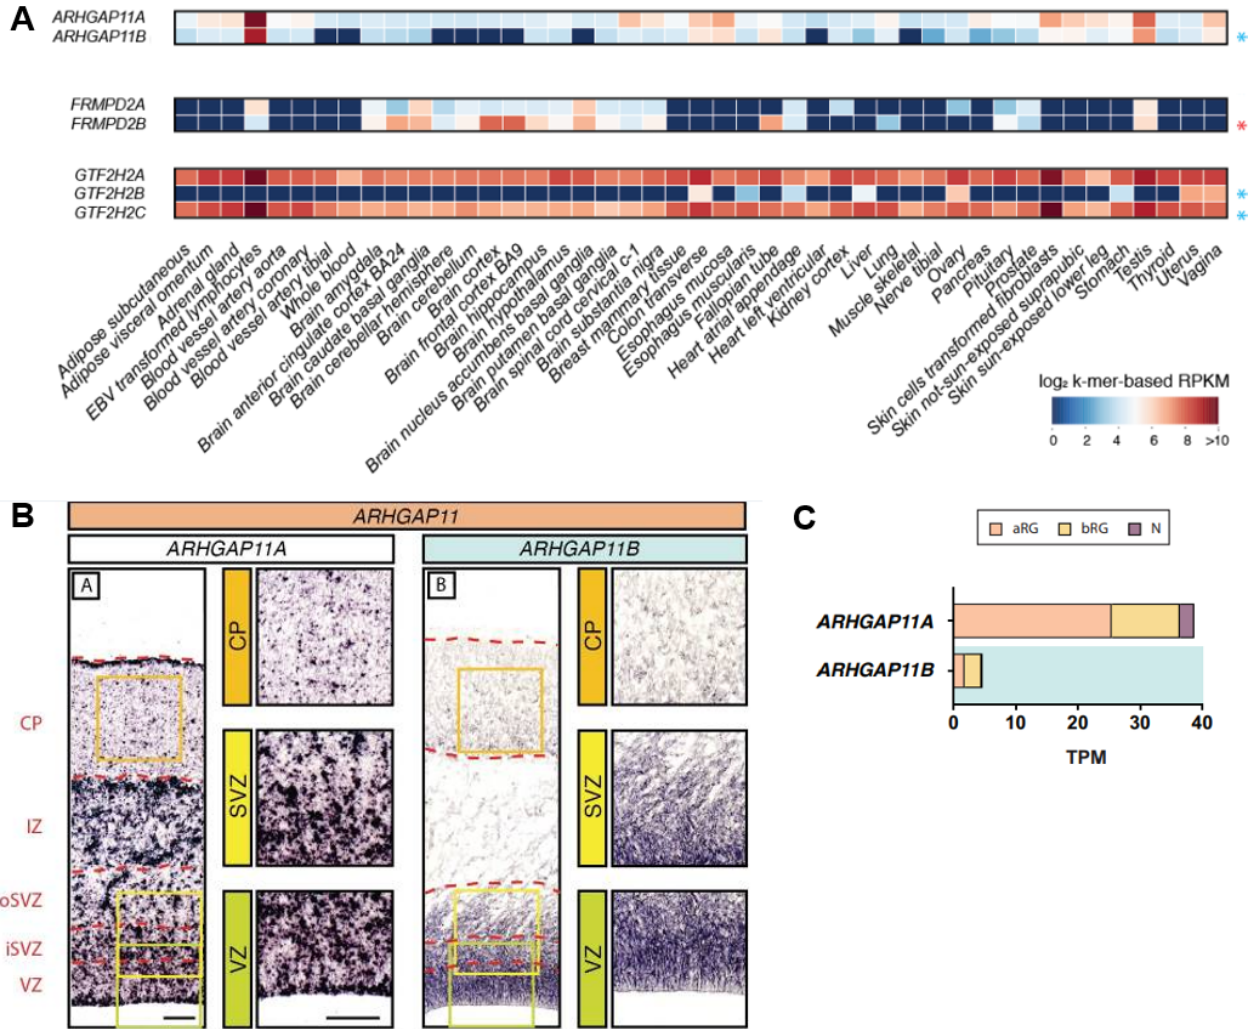 A
ARHGAP11A
ARHGAP11B
*
FRMPD2A
FRMPD2B
*
GTF2H2A
GTF2H2B
*
GTF2H2C
*
Adipose subcutaneous
Adipose visceral omentum
Adrenal gland
EBV transformed lymphocytes
Blood vessel artery aorta
Blood vessel artery coronary
Blood vessel artery tibial
Whole blood
Brain amygdala
Brain anterior cingulate cortex BA24
Brain caudate basal ganglia
Brain cerebellar hemisphere
Brain cerebellum
Brain cortex
Brain frontal cortex BA9
Brain hippocampus
Brain hypothalamus
Brain nucleus accumbens basal ganglia
Brain putamen basal ganglia
Brain spinal cord cervical c-1
Brain substantia nigra
Breast mammary tissue
Colon transverse
Esophagus mucosa
Esophagus muscularis
Fallopian tube
Heart atrial appendage
Heart left ventricular
Kidney cortex
Liver
Lung
Muscle skeletal
Nerve tibial
Ovary
Pancreas
Pituitary
Prostate
Skin cells transformed fibroblasts
Skin not-sun-exposed suprapubic
Skin sun-exposed lower leg
Stomach
Testis
Thyroid
Uterus
Vagina
log₂ k-mer-based RPKM
0 2 4 6 8 >10
B
ARHGAP11
ARHGAP11A
ARHGAP11B
A
CP
B
CP
CP
IZ
SVZ
SVZ
oSVZ
iSVZ
VZ
VZ
VZ
C
aRG bRG N
ARHGAP11A
ARHGAP11B
0 10 20 30 40
TPM